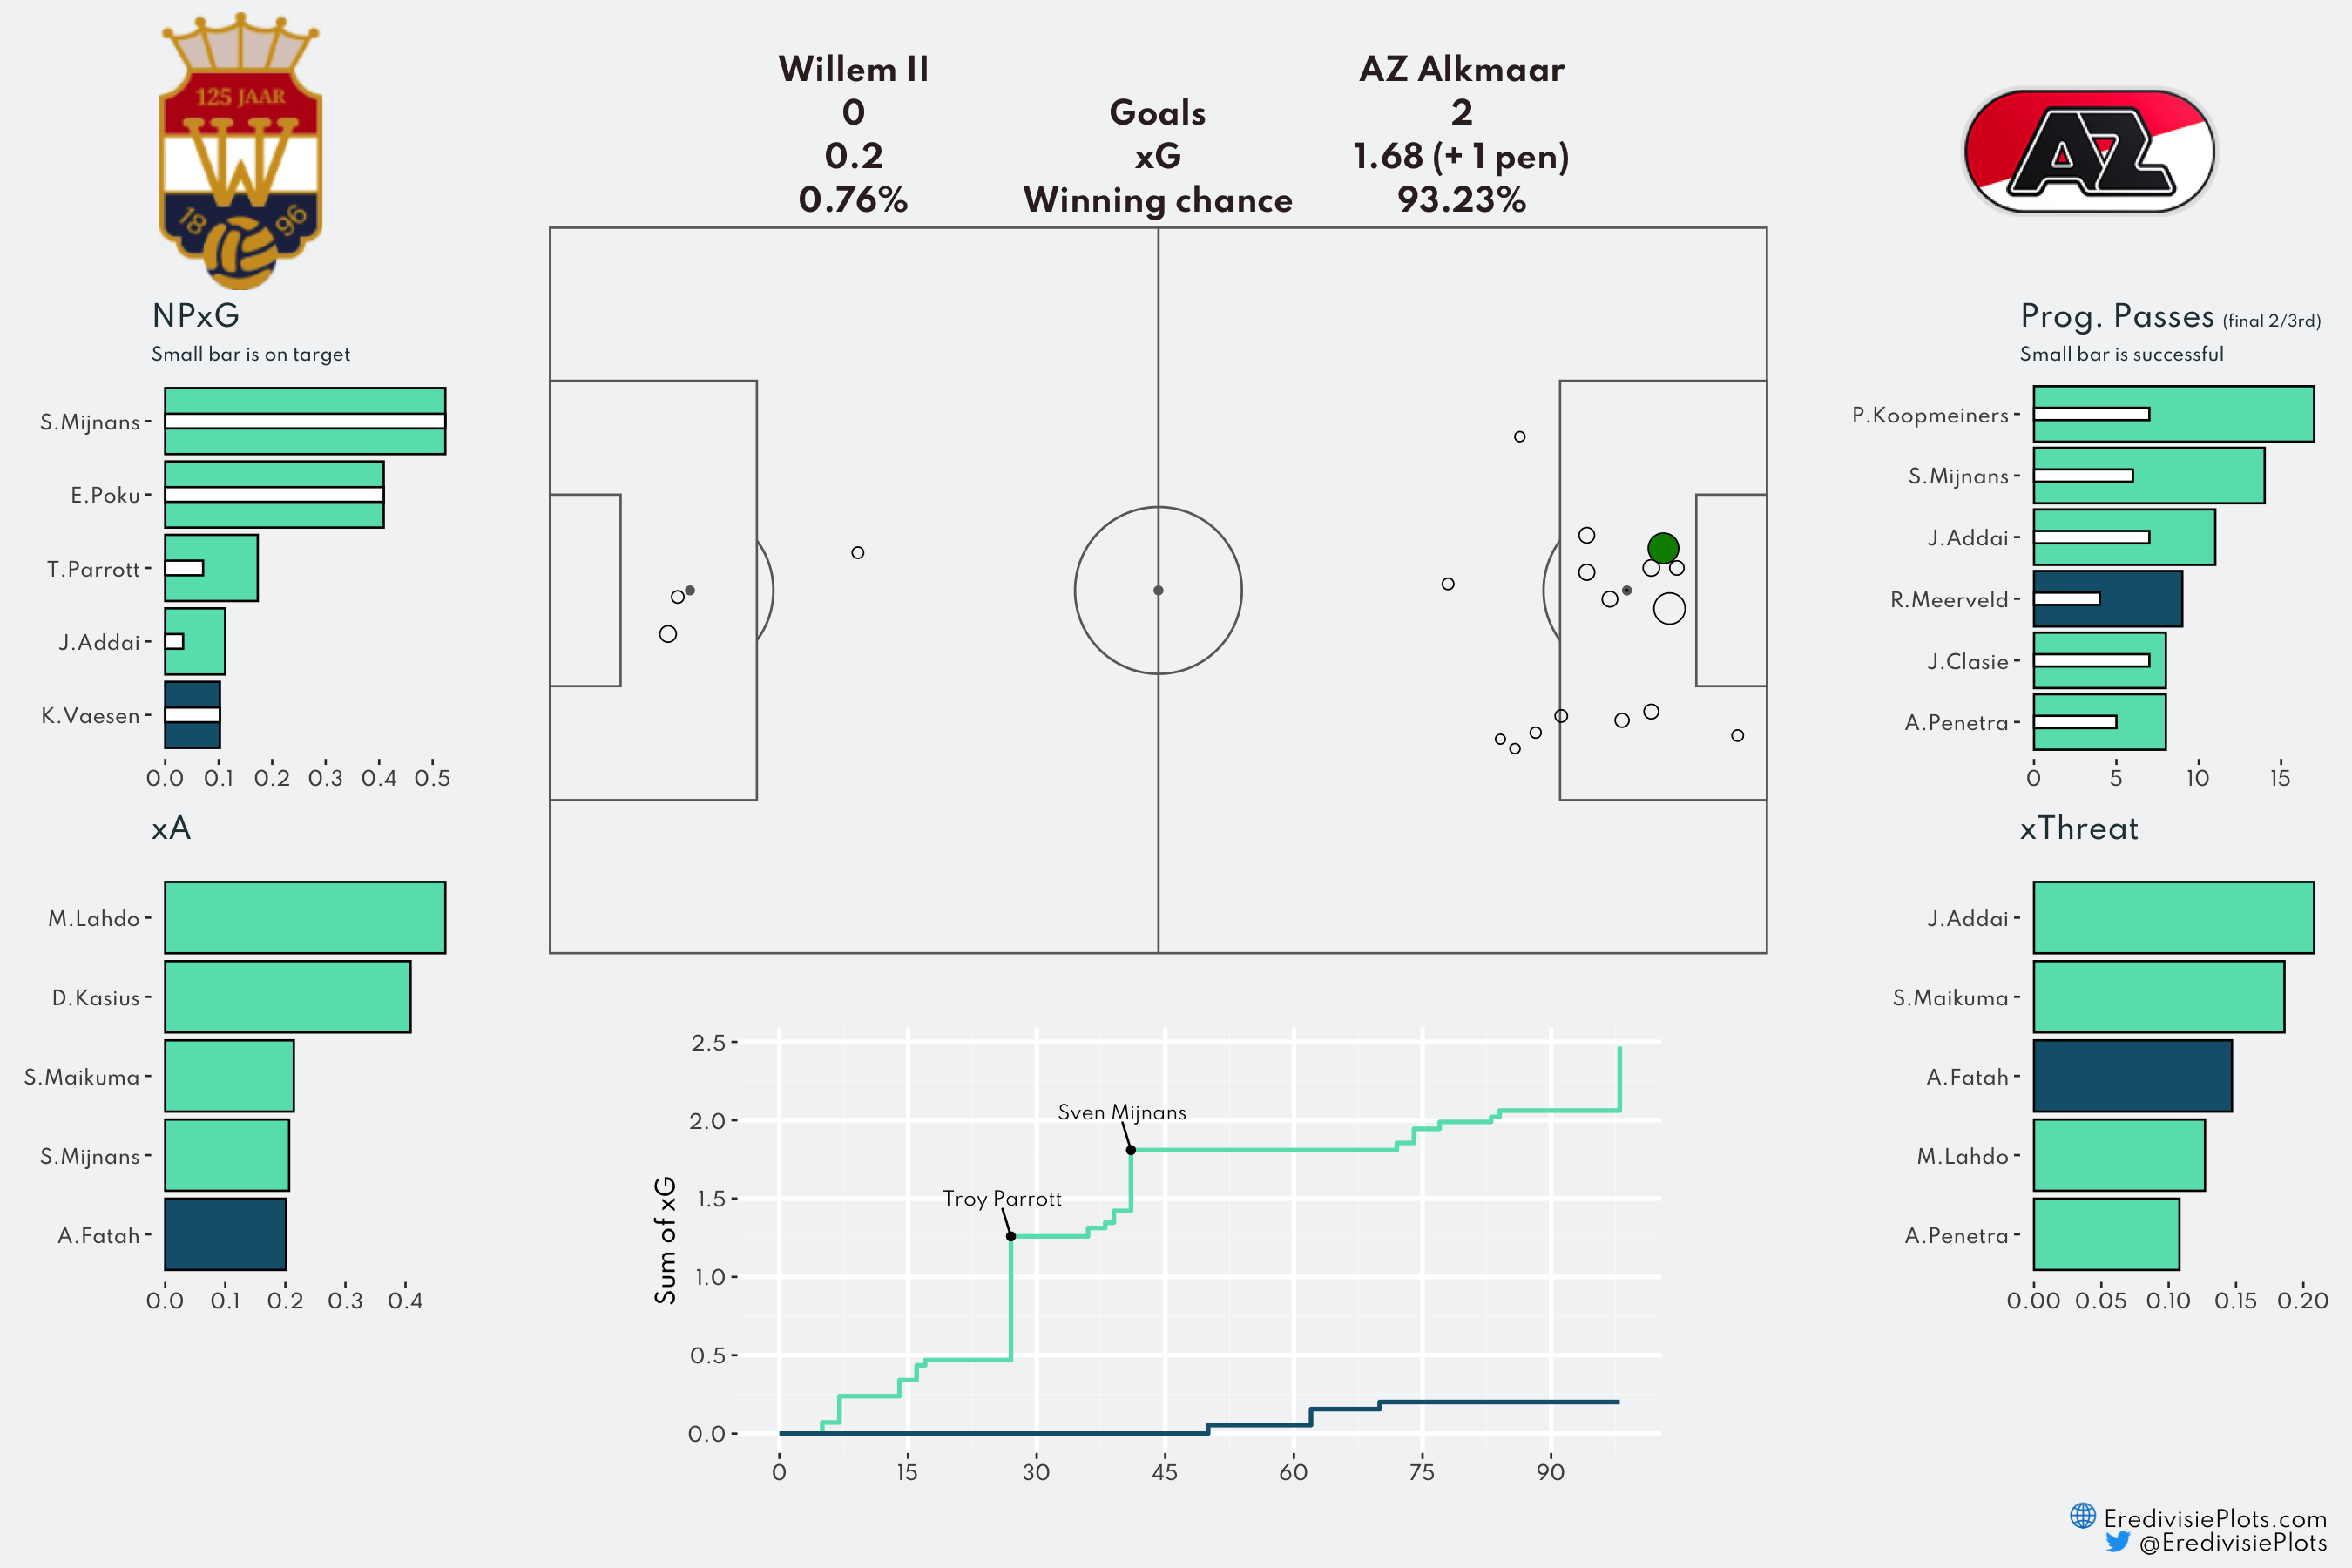 125 JAAR
W
18 96
AZ
Willem II AZ Alkmaar
0 Goals 2
0.2 xG 1.68 (+ 1 pen)
0.76% Winning chance 93.23%
NPxG
Small bar is on target
S.Mijnans
E.Poku
T.Parrott
J.Addai
K.Vaesen
0.0 0.1 0.2 0.3 0.4 0.5
xA
M.Lahdo
D.Kasius
S.Maikuma
S.Mijnans
A.Fatah
0.0 0.1 0.2 0.3 0.4
Sum of xG
2.5
2.0
1.5
1.0
0.5
0.0
Sven Mijnans
Troy Parrott
0 15 30 45 60 75 90
Prog. Passes (final 2/3rd)
Small bar is successful
P.Koopmeiners
S.Mijnans
J.Addai
R.Meerveld
J.Clasie
A.Penetra
0 5 10 15
xThreat
J.Addai
S.Maikuma
A.Fatah
M.Lahdo
A.Penetra
0.00 0.05 0.10 0.15 0.20
EredivisiePlots.com
@EredivisiePlots